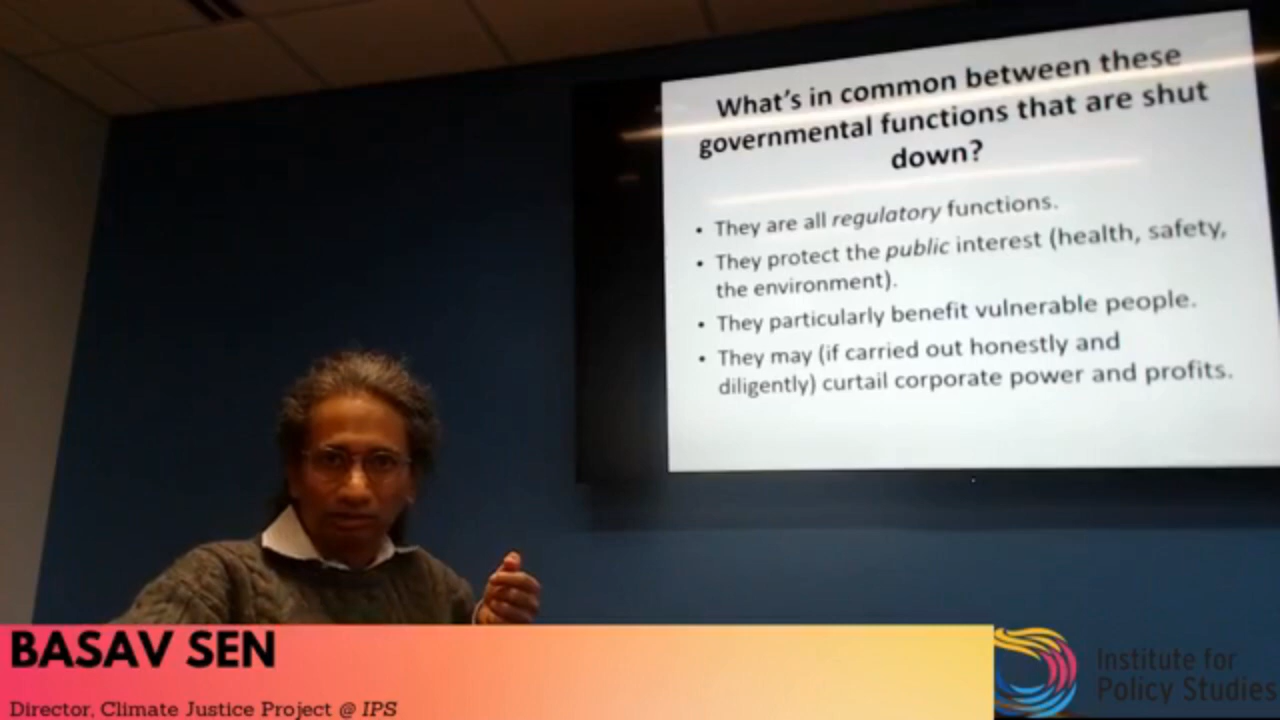 What's in common between these
governmental functions that are shut
down?
• They are all regulatory functions.
• They protect the public interest (health, safety,
the environment).
• They particularly benefit vulnerable people.
• They may (if carried out honestly and
diligently) curtail corporate power and profits.
BASAV SEN
Director, Climate Justice Project @ IPS
Institute for
Policy Studies